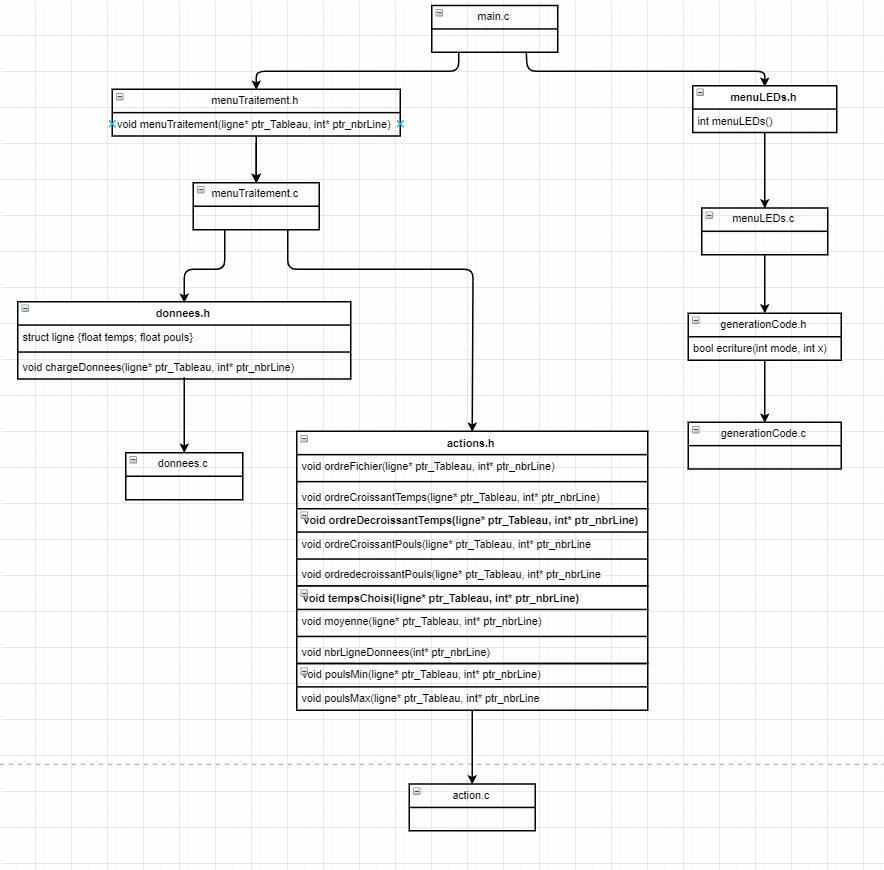 main.c
menuTraitement.h
void menuTraitement(ligne* ptr_Tableau, int* ptr_nbrLine)
menuLEDs.h
int menuLEDs()
menuTraitement.c
menuLEDs.c
donnees.h
struct ligne {float temps; float pouls}
void chargeDonnees(ligne* ptr_Tableau, int* ptr_nbrLine)
generationCode.h
bool ecriture(int mode, int x)
donnees.c
generationCode.c
actions.h
void ordreFichier(ligne* ptr_Tableau, int* ptr_nbrLine)
void ordreCroissantTemps(ligne* ptr_Tableau, int* ptr_nbrLine)
void ordreDecroissantTemps(ligne* ptr_Tableau, int* ptr_nbrLine)
void ordreCroissantPouls(ligne* ptr_Tableau, int* ptr_nbrLine
void ordredecroissantPouls(ligne* ptr_Tableau, int* ptr_nbrLine
void tempsChoisi(ligne* ptr_Tableau, int* ptr_nbrLine)
void moyenne(ligne* ptr_Tableau, int* ptr_nbrLine)
void nbrLigneDonnees(int* ptr_nbrLine)
void poulsMin(ligne* ptr_Tableau, int* ptr_nbrLine)
void poulsMax(ligne* ptr_Tableau, int* ptr_nbrLine
action.c